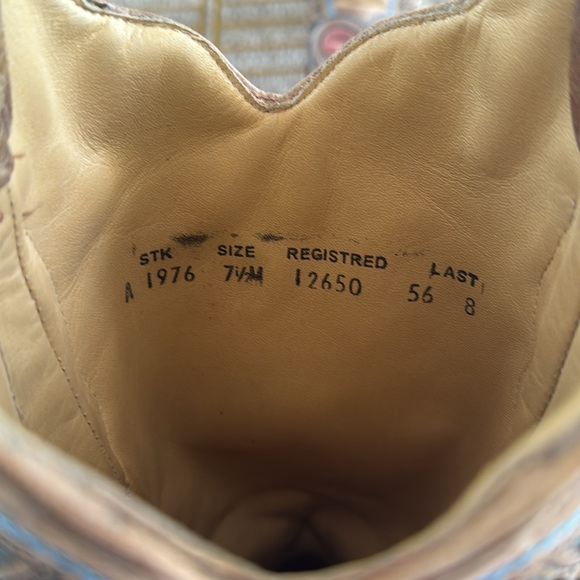 STK SIZE REGISTRED LAST
A 1976 7½M 12650 56 8